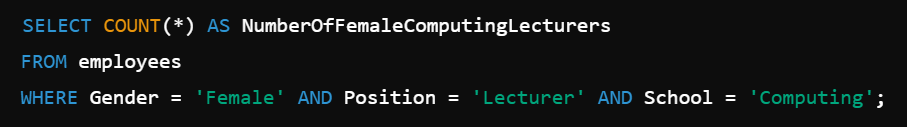 SELECT COUNT(*) AS NumberOfFemaleComputingLecturers
FROM employees
WHERE Gender = 'Female' AND Position = 'Lecturer' AND School = 'Computing';